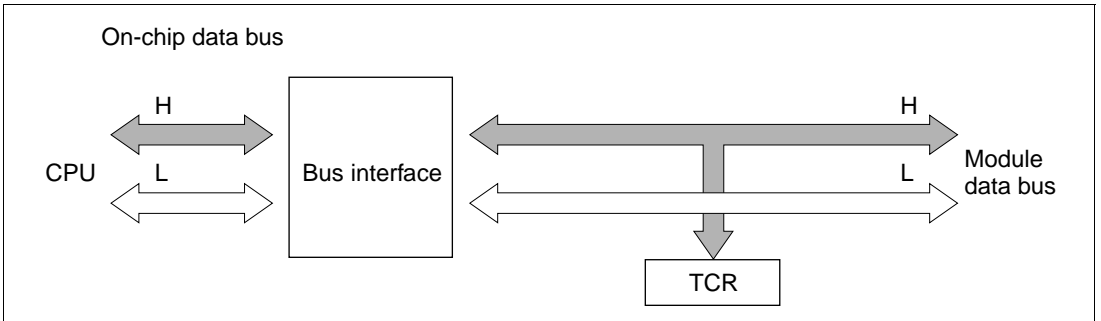 On-chip data bus
H
H
CPU
L
Bus interface
L
Module
data bus
TCR